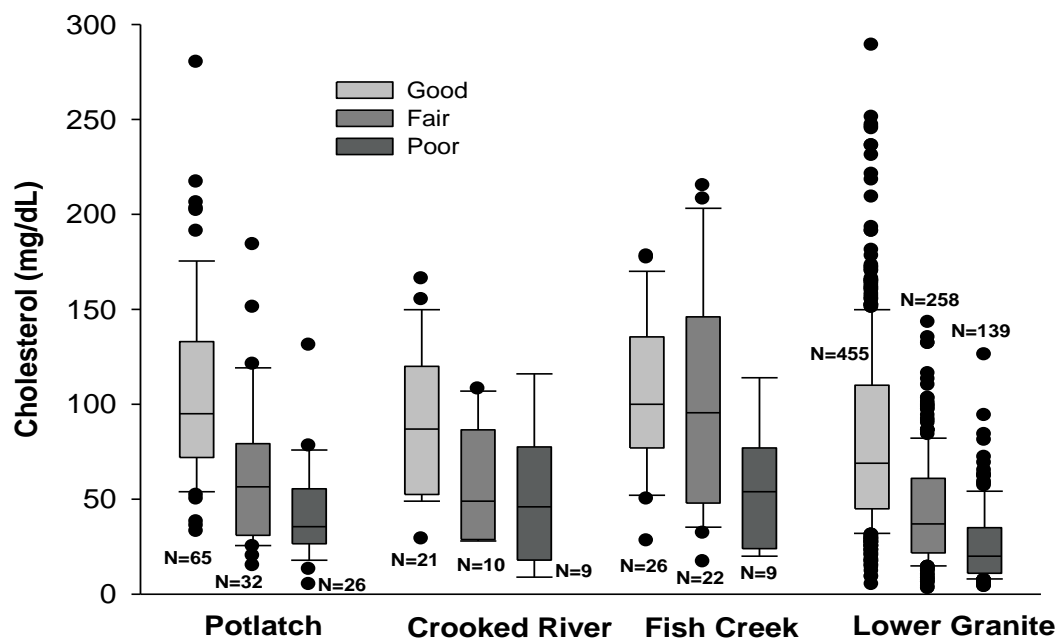 Cholesterol (mg/dL)
300
250
200
150
100
50
0
Good
Fair
Poor
N=65
N=32
N=26
N=21
N=10
N=9
N=26
N=22
N=9
N=455
N=258
N=139
Potlatch
Crooked River
Fish Creek
Lower Granite